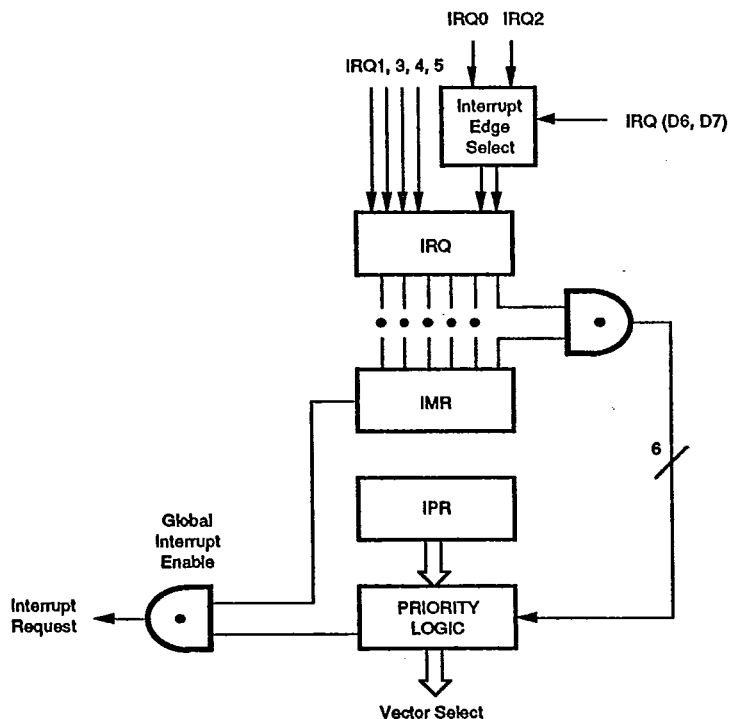 IRQ0 IRQ2
IRQ1, 3, 4, 5
Interrupt
Edge
Select
IRQ (D6, D7)
IRQ
IMR
6
IPR
Global
Interrupt
Enable
Interrupt
Request
PRIORITY
LOGIC
Vector Select